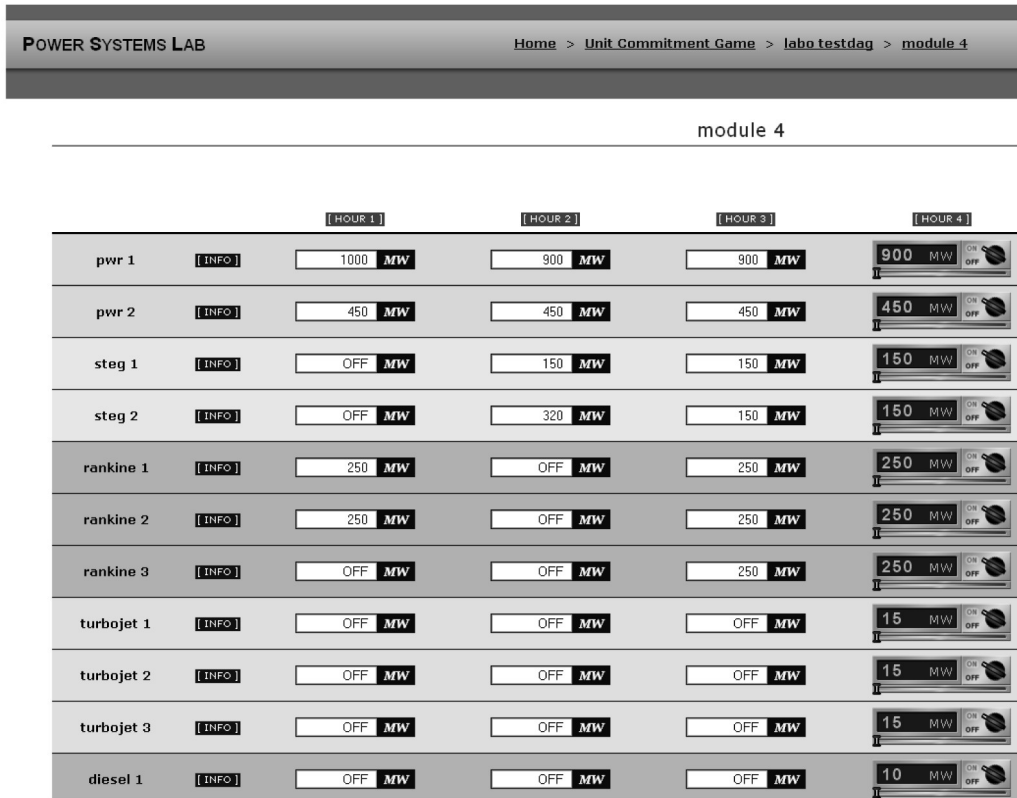 POWER SYSTEMS LAB Home > Unit Commitment Game > labo testdag > module 4
module 4
[ HOUR 1 ] [ HOUR 2 ] [ HOUR 3 ] [ HOUR 4 ]
pwr 1 [ INFO ] 1000 MW 900 MW 900 MW 900 MW ON OFF
pwr 2 [ INFO ] 450 MW 450 MW 450 MW 450 MW ON OFF
steg 1 [ INFO ] OFF MW 150 MW 150 MW 150 MW ON OFF
steg 2 [ INFO ] OFF MW 320 MW 150 MW 150 MW ON OFF
rankine 1 [ INFO ] 250 MW OFF MW 250 MW 250 MW ON OFF
rankine 2 [ INFO ] 250 MW OFF MW 250 MW 250 MW ON OFF
rankine 3 [ INFO ] OFF MW OFF MW 250 MW 250 MW ON OFF
turbojet 1 [ INFO ] OFF MW OFF MW OFF MW 15 MW ON OFF
turbojet 2 [ INFO ] OFF MW OFF MW OFF MW 15 MW ON OFF
turbojet 3 [ INFO ] OFF MW OFF MW OFF MW 15 MW ON OFF
diesel 1 [ INFO ] OFF MW OFF MW OFF MW 10 MW ON OFF